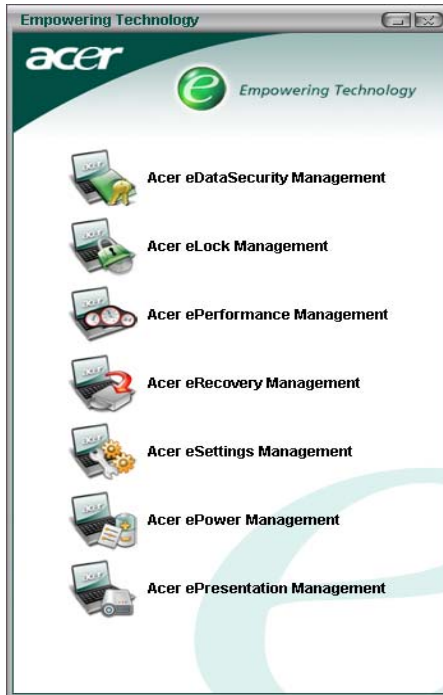 Empowering Technology
acer
e Empowering Technology
Acer eDataSecurity Management
Acer eLock Management
Acer ePerformance Management
Acer eRecovery Management
Acer eSettings Management
Acer ePower Management
Acer ePresentation Management